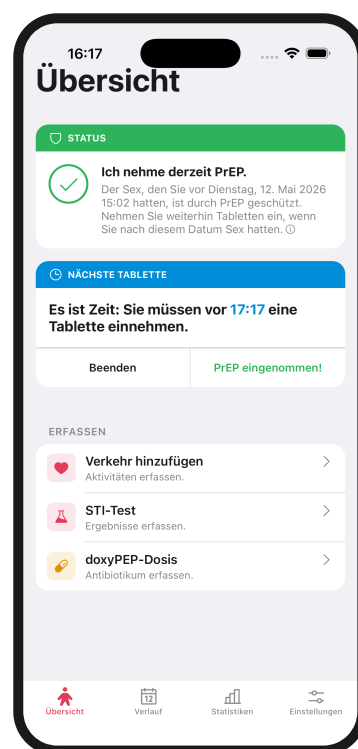 16:17
Übersicht
STATUS
Ich nehme derzeit PrEP.
Der Sex, den Sie vor Dienstag, 12. Mai 2026
15:02 hatten, ist durch PrEP geschützt.
Nehmen Sie weiterhin Tabletten ein, wenn
Sie nach diesem Datum Sex hatten.
NÄCHSTE TABLETTE
Es ist Zeit: Sie müssen vor 17:17 eine
Tablette einnehmen.
Beenden
PrEP eingenommen!
ERFASSEN
Verkehr hinzufügen
Aktivitäten erfassen.
STI-Test
Ergebnisse erfassen.
doxyPEP-Dosis
Antibiotikum erfassen.
12
Übersicht
Verlauf
Statistiken
Einstellungen